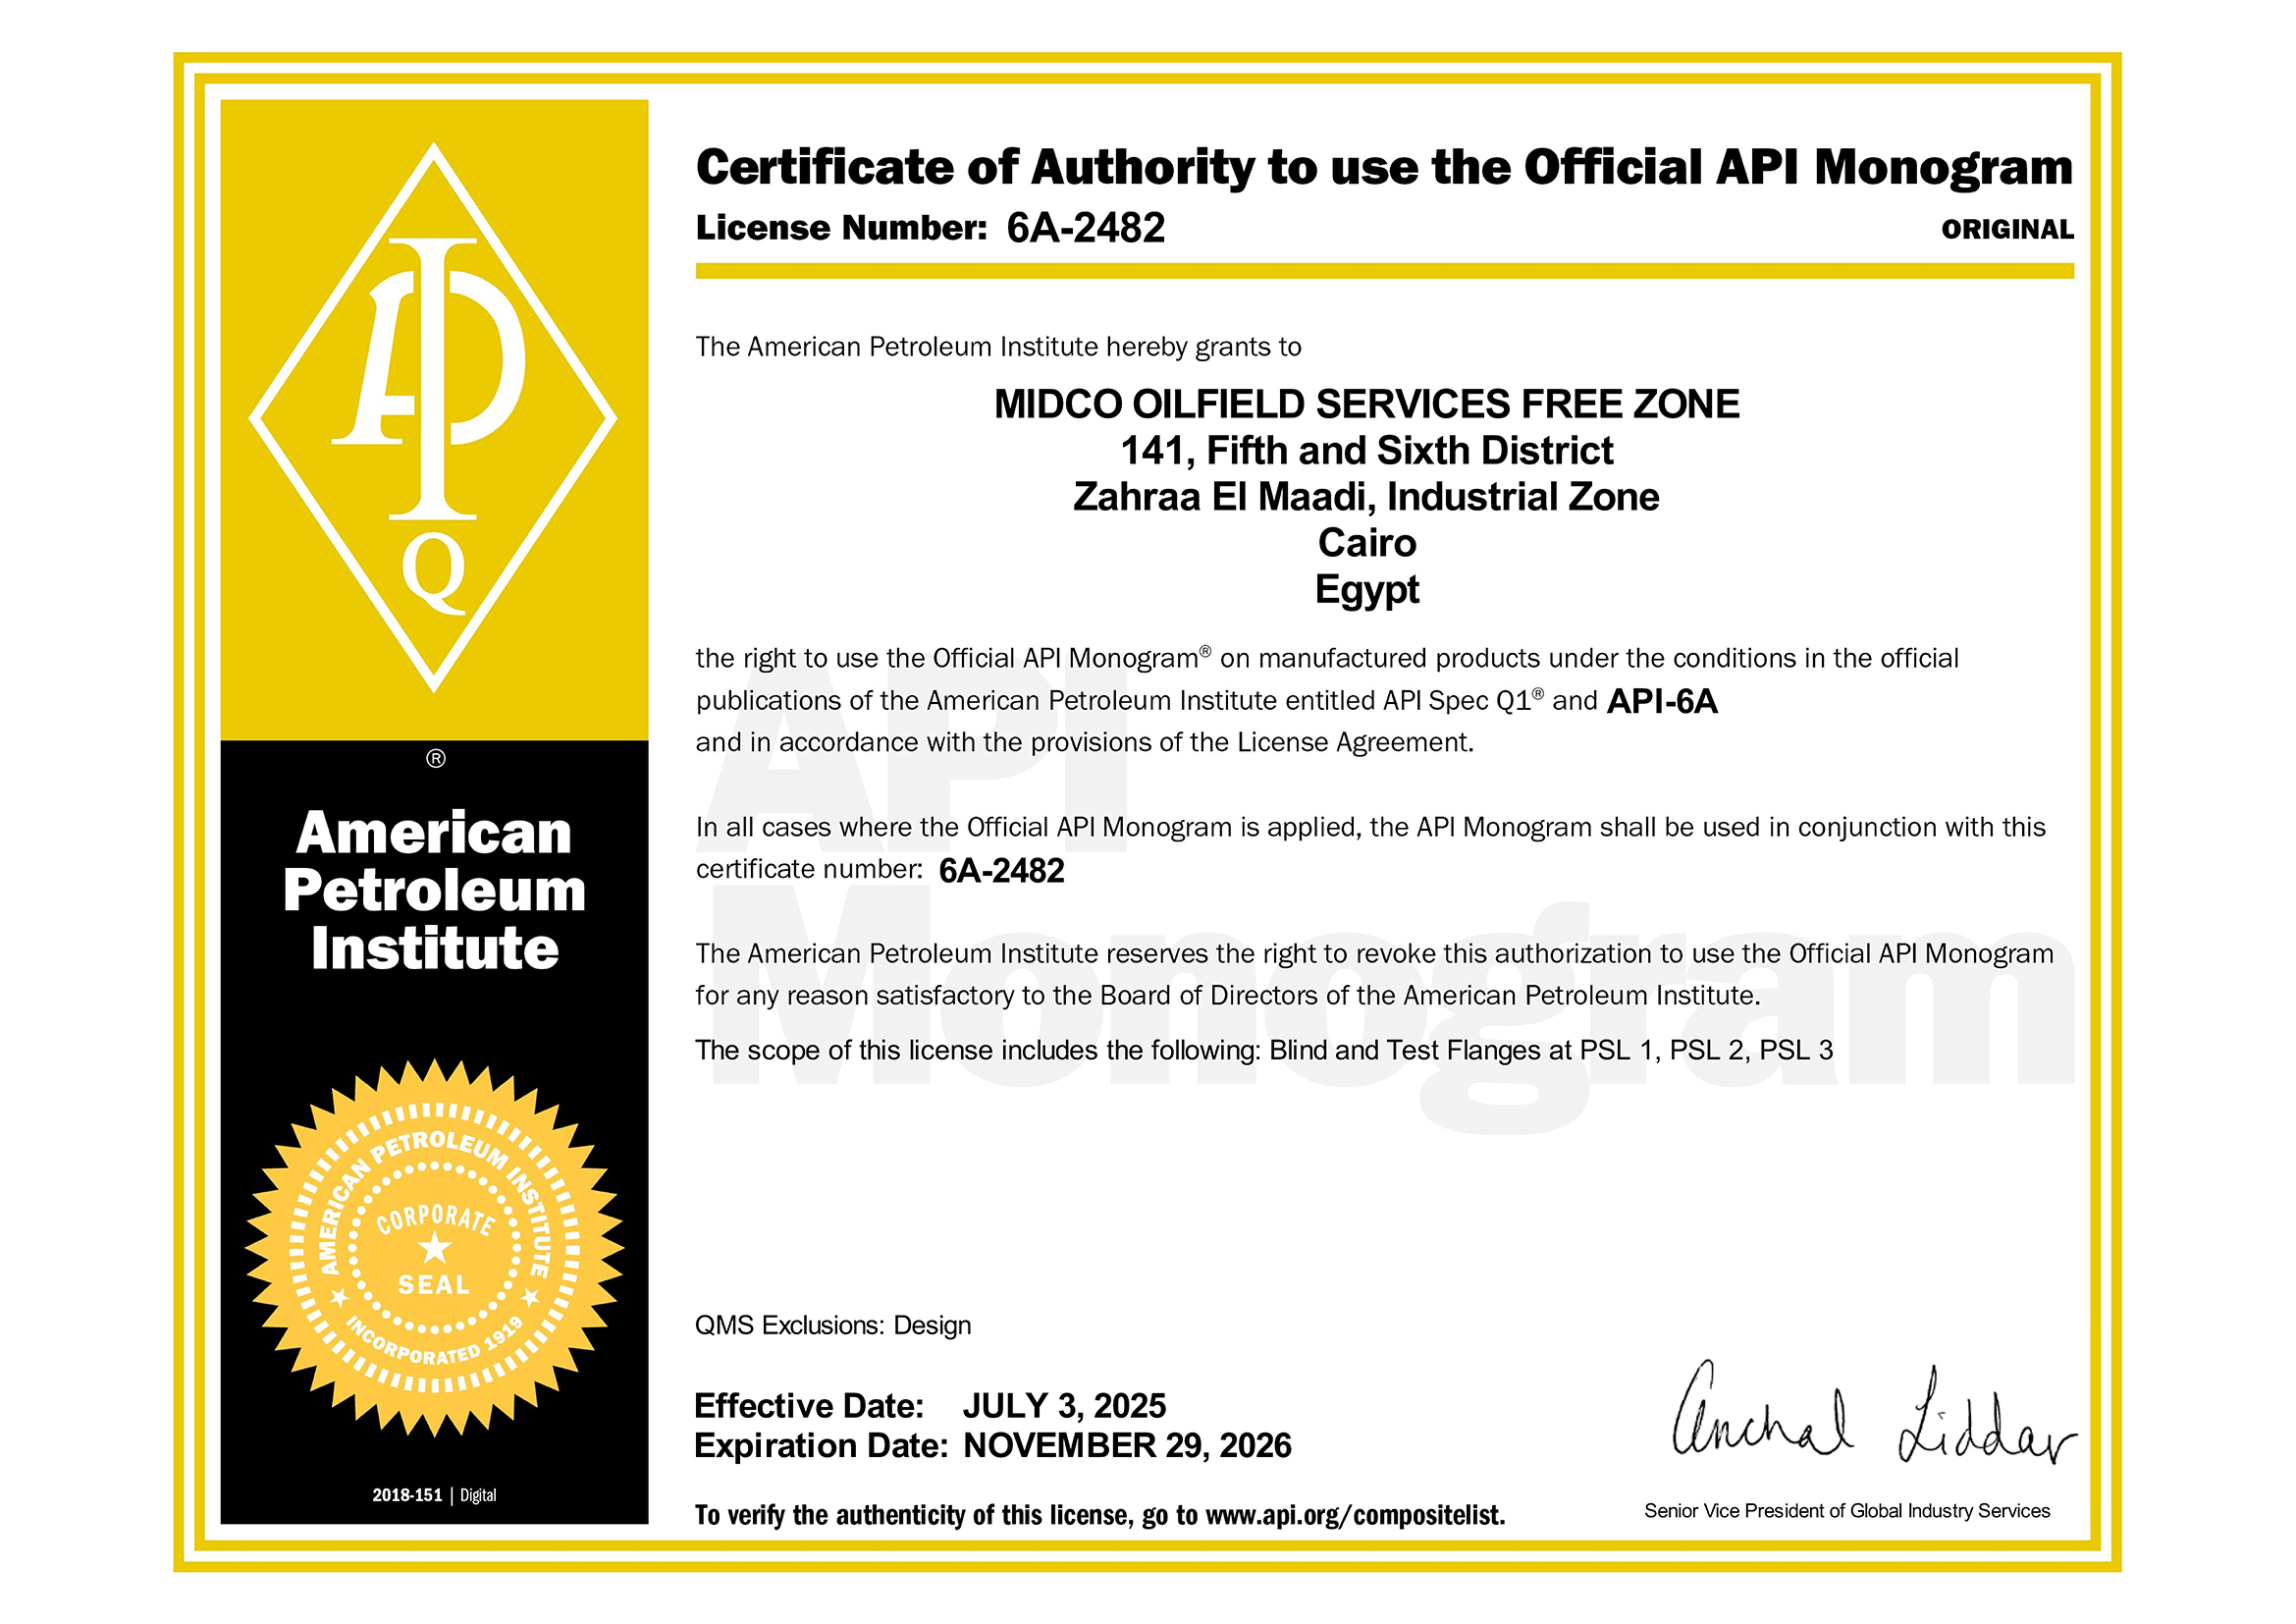 Certificate of Authority to use the Official API Monogram
License Number: 6A-2482
ORIGINAL
The American Petroleum Institute hereby grants to
MIDCO OILFIELD SERVICES FREE ZONE
141, Fifth and Sixth District
Zahraa El Maadi, Industrial Zone
Cairo
Egypt
the right to use the Official API Monogram® on manufactured products under the conditions in the official
publications of the American Petroleum Institute entitled API Spec Q1® and API-6A
and in accordance with the provisions of the License Agreement.
In all cases where the Official API Monogram is applied, the API Monogram shall be used in conjunction with this
certificate number: 6A-2482
The American Petroleum Institute reserves the right to revoke this authorization to use the Official API Monogram
for any reason satisfactory to the Board of Directors of the American Petroleum Institute.
The scope of this license includes the following: Blind and Test Flanges at PSL 1, PSL 2, PSL 3
QMS Exclusions: Design
Effective Date: JULY 3, 2025
Expiration Date: NOVEMBER 29, 2026
To verify the authenticity of this license, go to www.api.org/compositelist.
Anchal Liddar
Senior Vice President of Global Industry Services
API
Monogram
API
Q
®
American
Petroleum
Institute
AMERICAN PETROLEUM INSTITUTE
CORPORATE
SEAL
INCORPORATED 1919
2018-151 | Digital